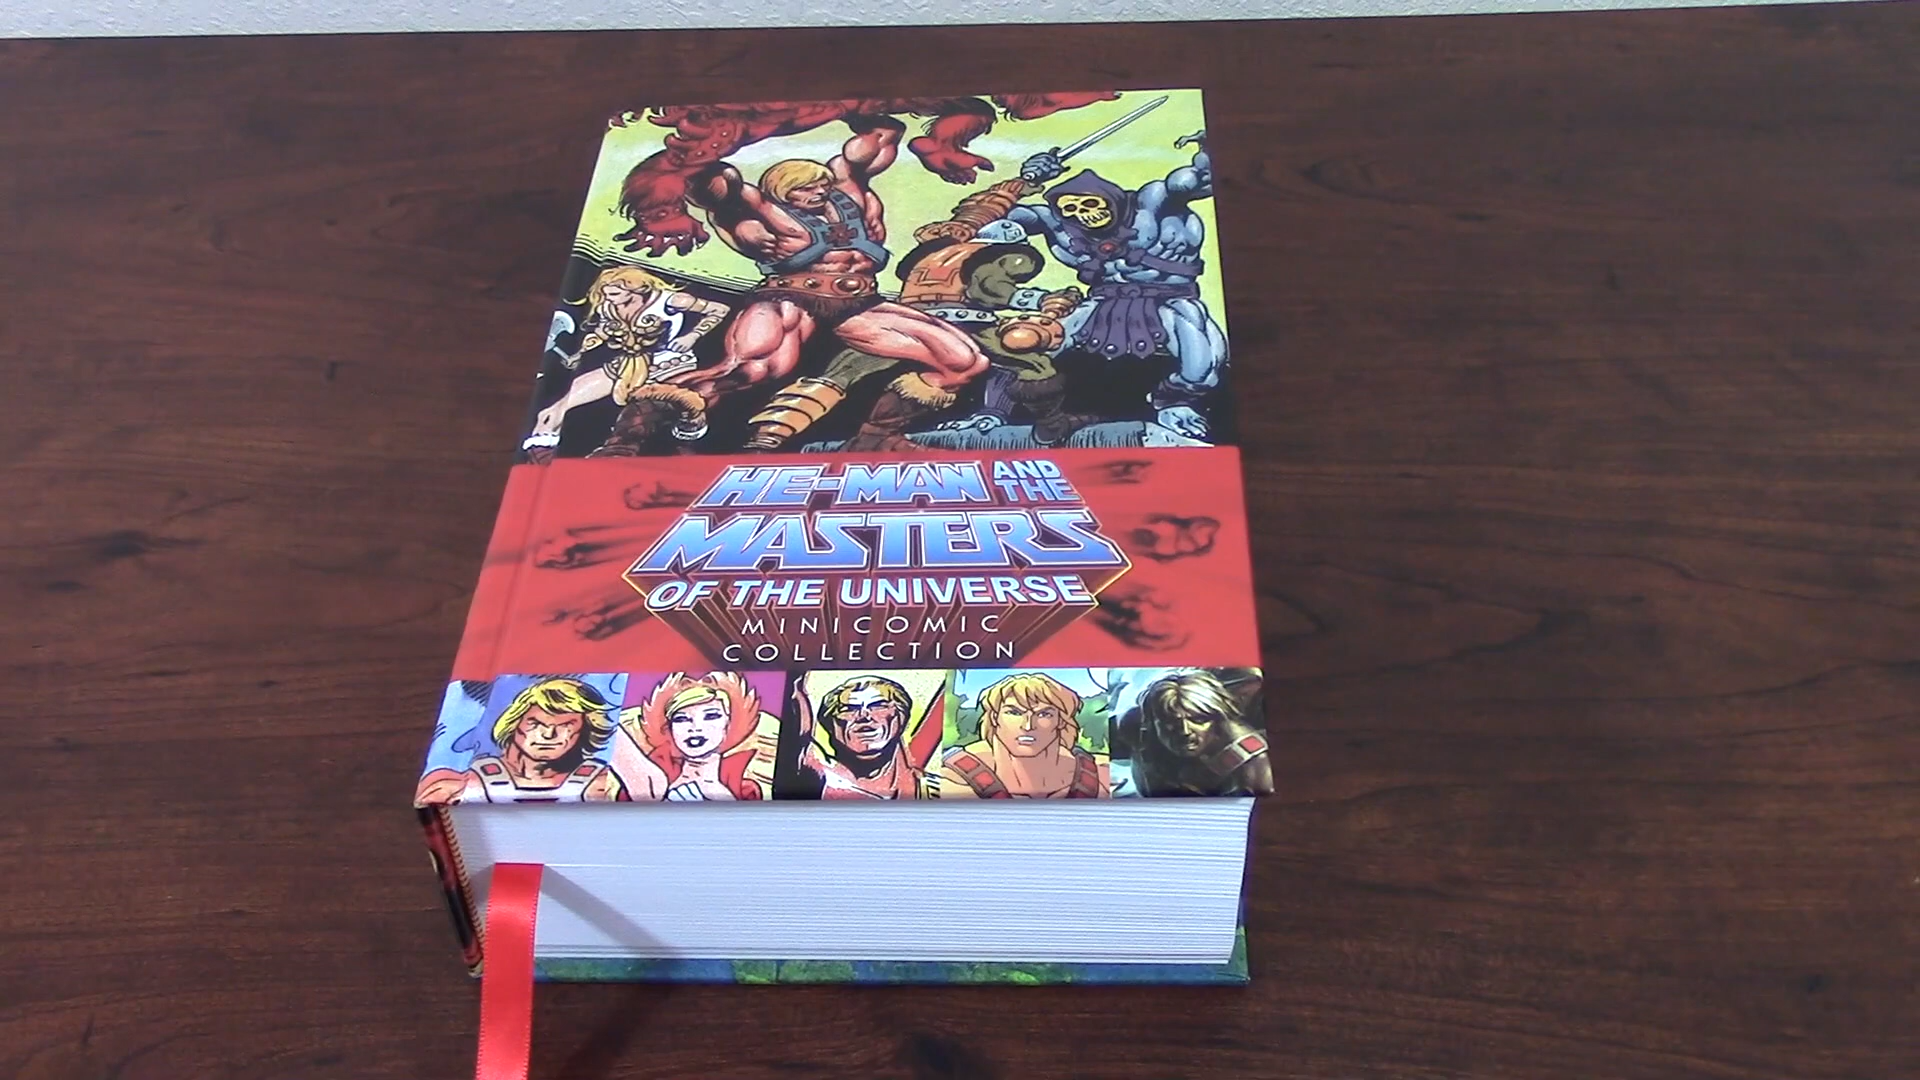 HE-MAN AND THE
MASTERS
OF THE UNIVERSE
MINICOMIC
COLLECTION